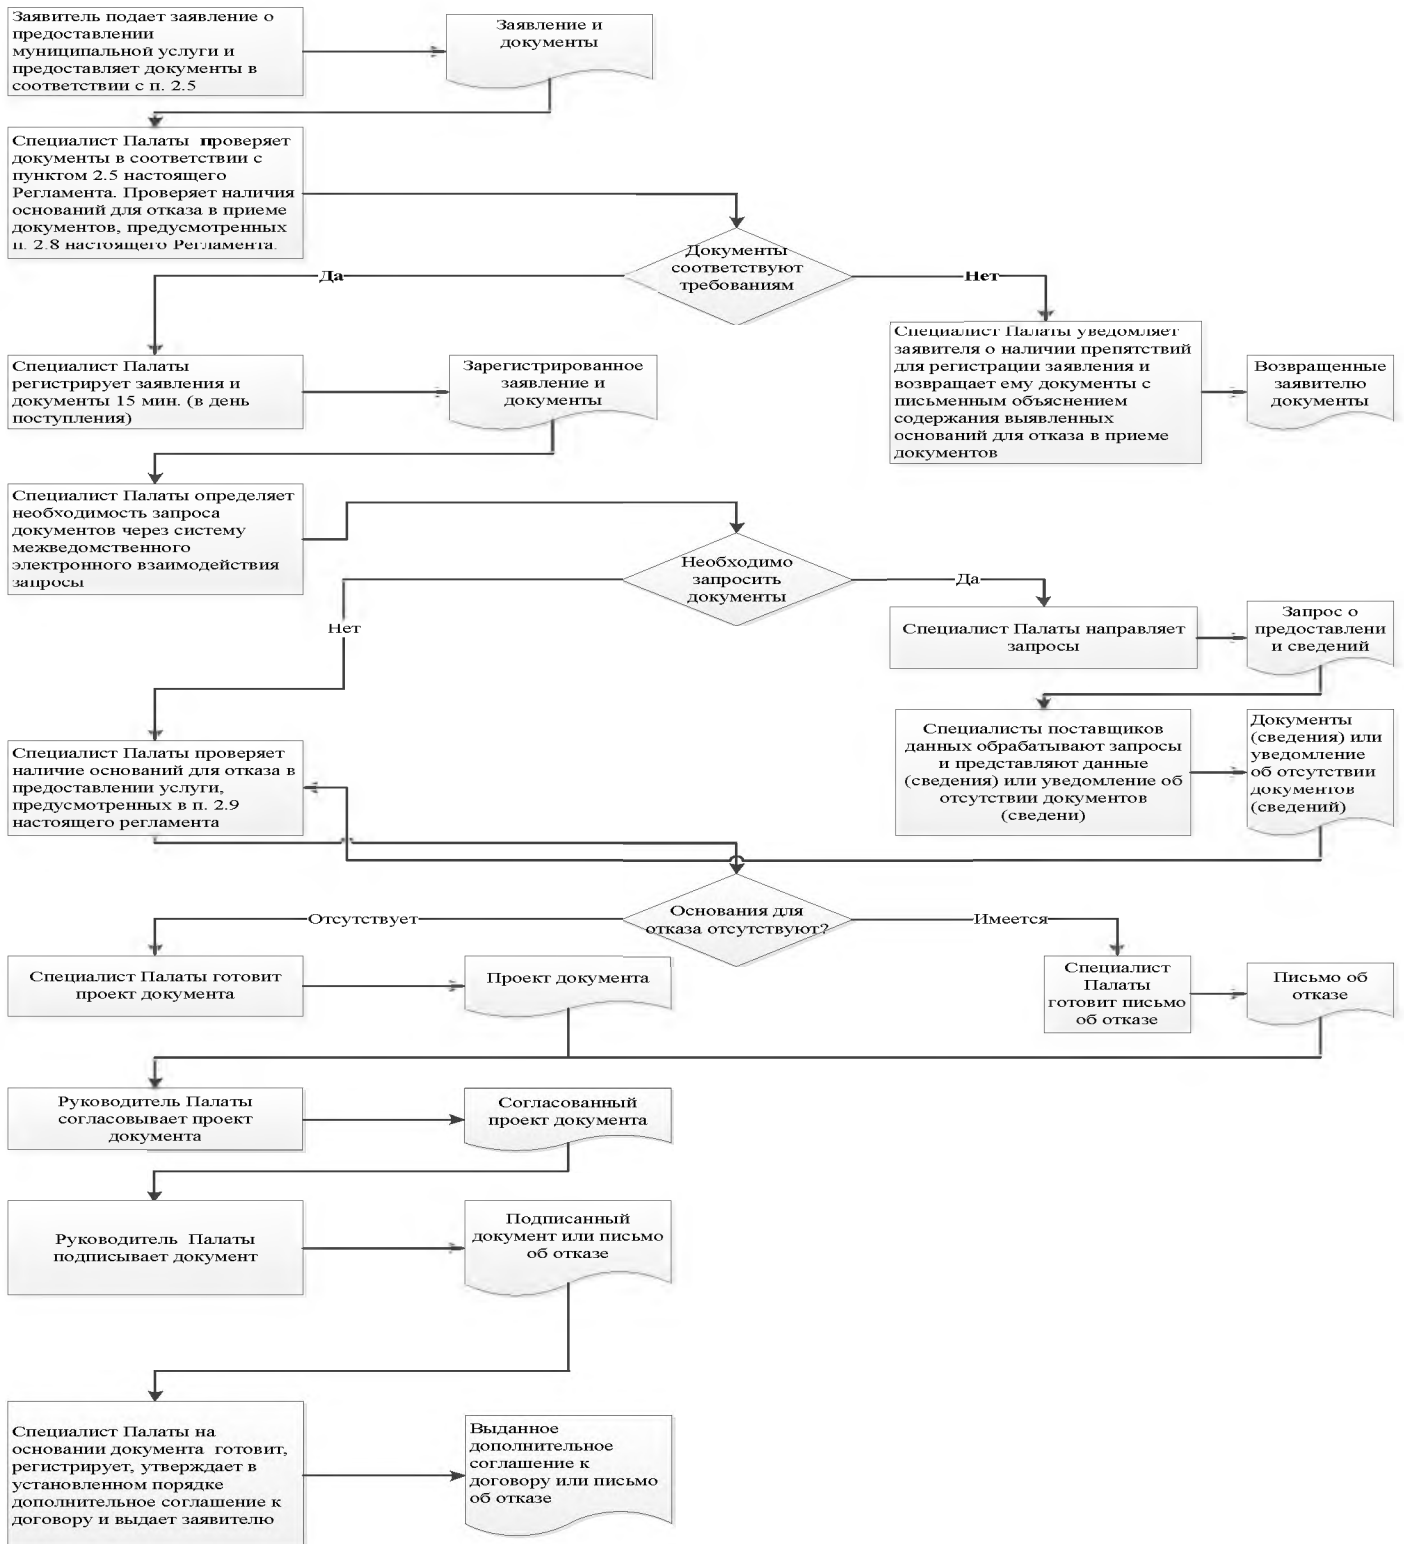 Заявитель подает заявление о
предоставлении
муниципальной услуги и
предоставляет документы в
соответствии с п. 2.5
Заявление и
документы
Специалист Палаты проверяет
документы в соответствии с
пунктом 2.5 настоящего
Регламента. Проверяет наличия
оснований для отказа в приеме
документов, предусмотренных
п. 2.8 настоящего Регламента.
Документы
соответствуют
требованиям
Да
Нет
Специалист Палаты
регистрирует заявления и
документы 15 мин. (в день
поступления)
Зарегистрированное
заявление и
документы
Специалист Палаты уведомляет
заявителя о наличии препятствий
для регистрации заявления и
возвращает ему документы с
письменным объяснением
содержания выявленных
оснований для отказа в приеме
документов
Возвращенные
заявителю
документы
Специалист Палаты определяет
необходимость запроса
документов через систему
межведомственного
электронного взаимодействия
запросы
Необходимо
запросить
документы
Да
Нет
Специалист Палаты направляет
запросы
Запрос о
предоставлени
и сведений
Специалисты поставщиков
данных обрабатывают запросы
и представляют данные
(сведения) или уведомление об
отсутствии документов
(сведени)
Документы
(сведения) или
уведомление
об отсутствии
документов
(сведений)
Специалист Палаты проверяет
наличие оснований для отказа в
предоставлении услуги,
предусмотренных в п. 2.9
настоящего регламента
Основания для
отказа отсутствуют?
Отсутствует
Имеется
Специалист Палаты готовит
проект документа
Проект документа
Специалист
Палаты
готовит письмо
об отказе
Письмо об
отказе
Руководитель Палаты
согласовывает проект
документа
Согласованный
проект документа
Руководитель Палаты
подписывает документ
Подписанный
документ или письмо
об отказе
Специалист Палаты на
основании документа готовит,
регистрирует, утверждает в
установленном порядке
дополнительное соглашение к
договору и выдает заявителю
Выданное
дополнительное
соглашение к
договору или письмо
об отказе